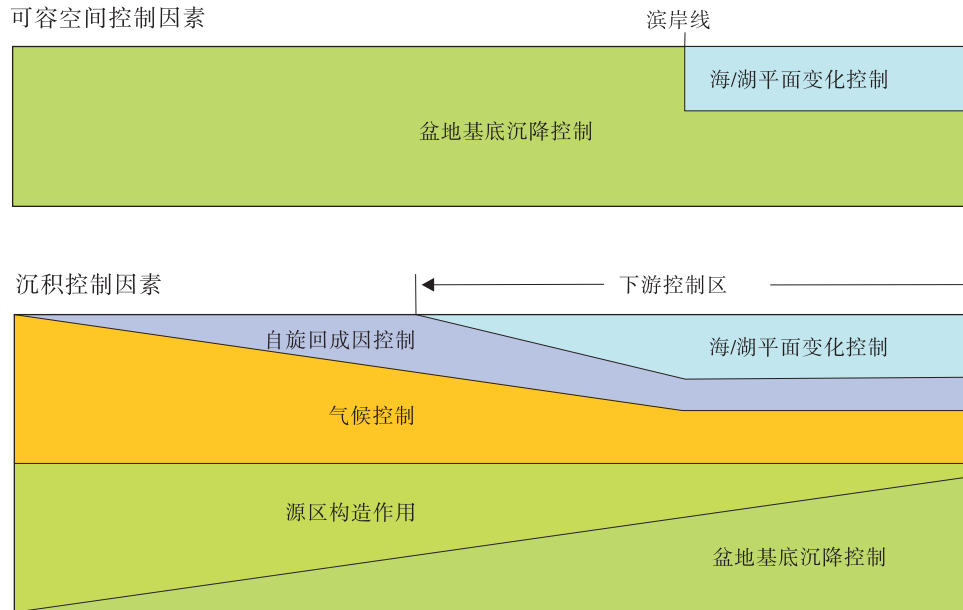 可容空间控制因素
滨岸线
海/湖平面变化控制
盆地基底沉降控制
沉积控制因素
下游控制区
自旋回成因控制
海/湖平面变化控制
气候控制
源区构造作用
盆地基底沉降控制